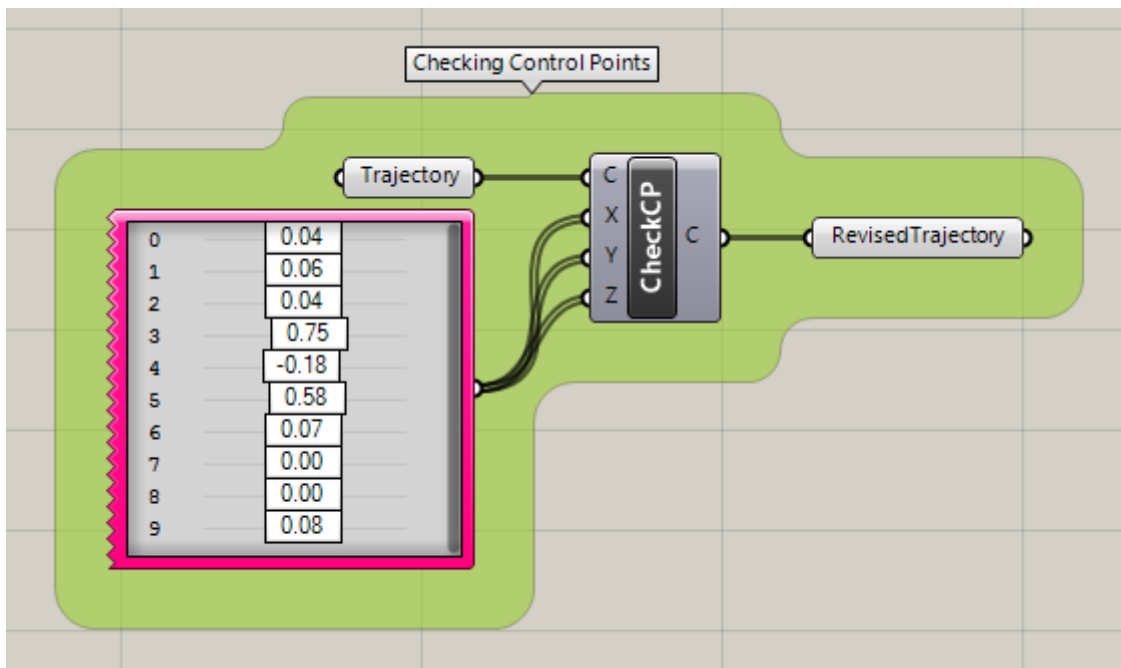 Checking Control Points
Trajectory
C
X
Y
Z
CheckCP
C
RevisedTrajectory
0 0.04
1 0.06
2 0.04
3 0.75
4 -0.18
5 0.58
6 0.07
7 0.00
8 0.00
9 0.08